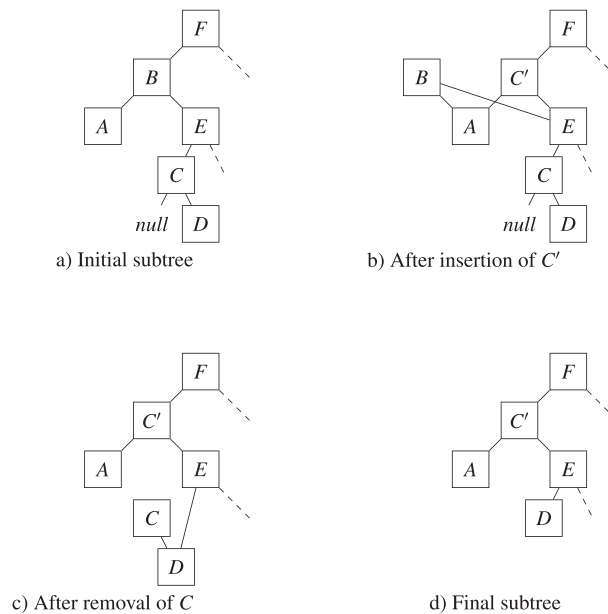 F
B
A
E
C
null
D
a) Initial subtree
F
B
C′
A
E
C
null
D
b) After insertion of C′
F
C′
A
E
C
D
c) After removal of C
F
C′
A
E
D
d) Final subtree